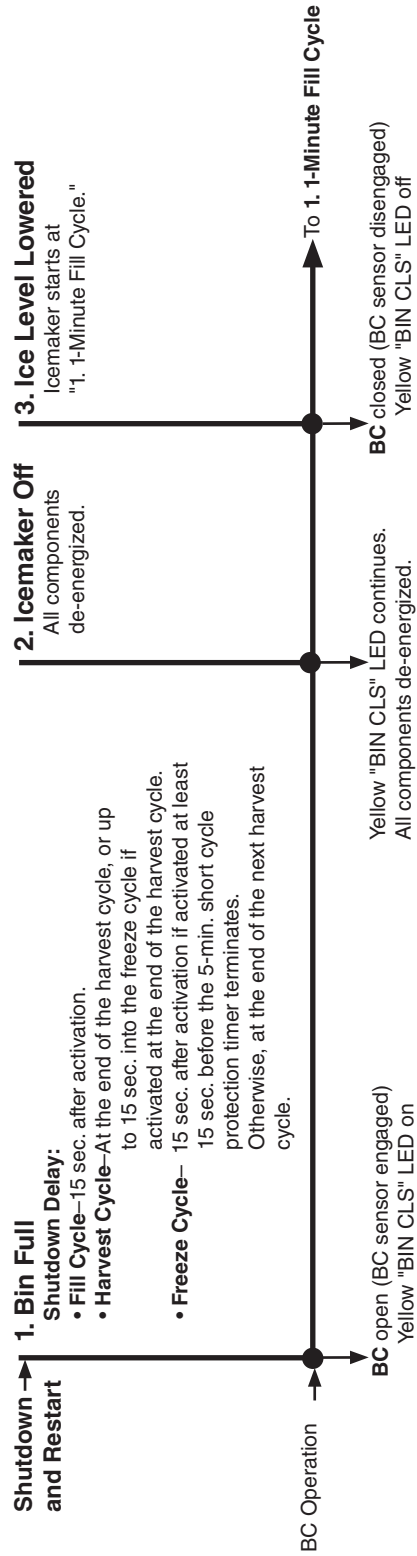 Shutdown
and Restart
1. Bin Full
Shutdown Delay:
• Fill Cycle–15 sec. after activation.
• Harvest Cycle–At the end of the harvest cycle, or up
to 15 sec. into the freeze cycle if
activated at the end of the harvest cycle.
• Freeze Cycle– 15 sec. after activation if activated at least
15 sec. before the 5-min. short cycle
protection timer terminates.
Otherwise, at the end of the next harvest
cycle.
2. Icemaker Off
All components
de-energized.
3. Ice Level Lowered
Icemaker starts at
"1. 1-Minute Fill Cycle."
BC Operation
To 1. 1-Minute Fill Cycle
BC open (BC sensor engaged)
Yellow "BIN CLS" LED on
Yellow "BIN CLS" LED continues.
All components de-energized.
BC closed (BC sensor disengaged)
Yellow "BIN CLS" LED off